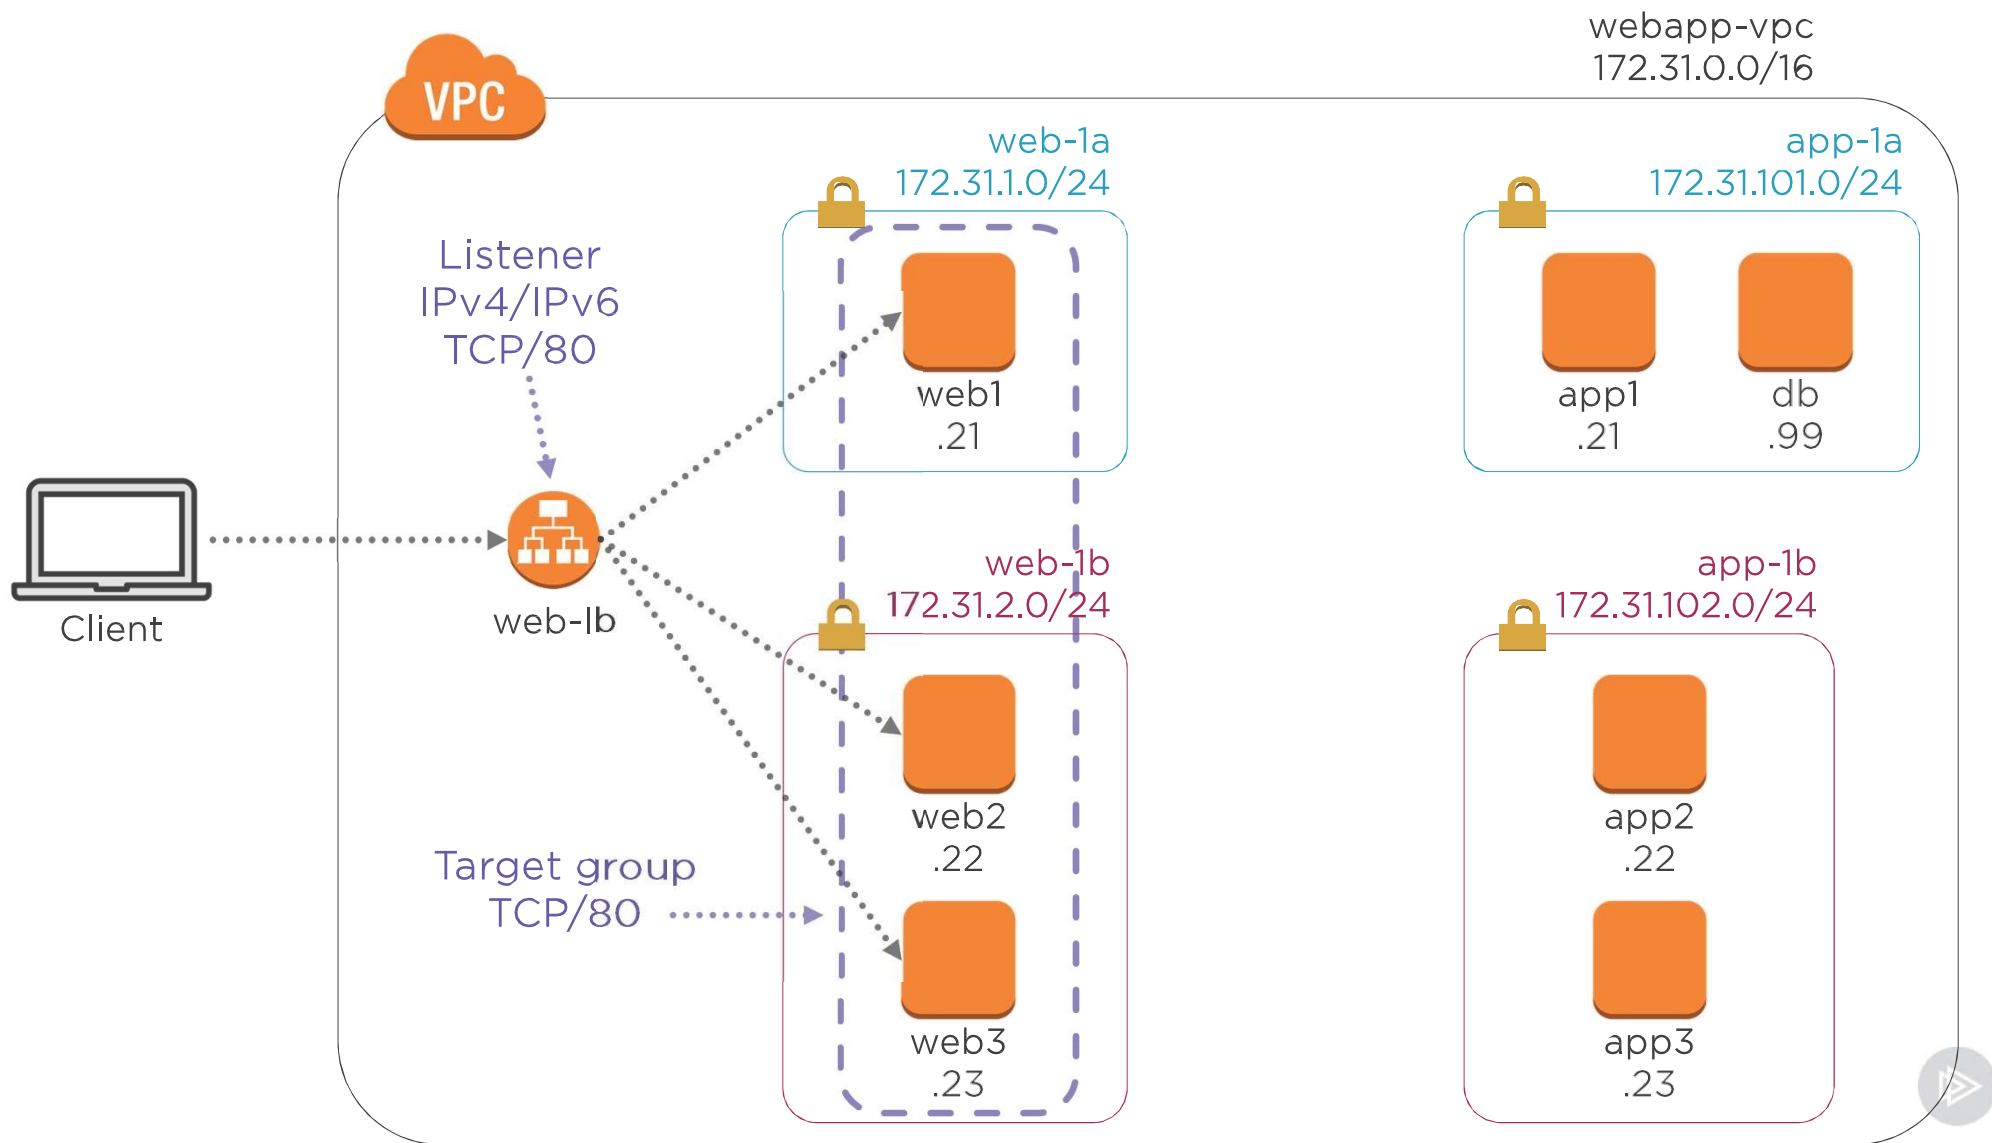 webapp-vpc
172.31.0.0/16
VPC
web-1a
172.31.1.0/24
app-1a
172.31.101.0/24
Listener
IPv4/IPv6
TCP/80
web1
.21
app1
.21
db
.99
Client
web-lb
web-1b
172.31.2.0/24
app-1b
172.31.102.0/24
web2
.22
app2
.22
Target group
TCP/80
web3
.23
app3
.23